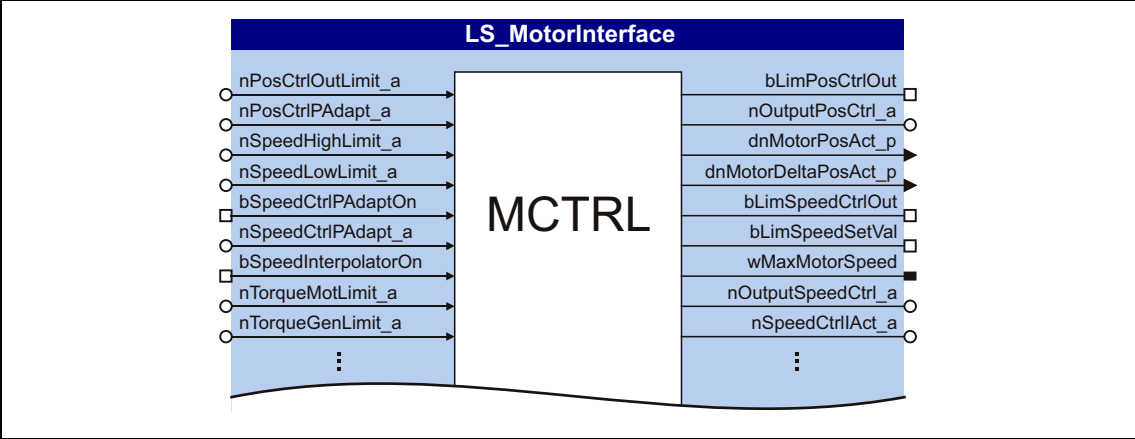 LS_MotorInterface
nPosCtrlOutLimit_a
nPosCtrlPAdapt_a
nSpeedHighLimit_a
nSpeedLowLimit_a
bSpeedCtrlPAdaptOn
nSpeedCtrlPAdapt_a
bSpeedInterpolatorOn
nTorqueMotLimit_a
nTorqueGenLimit_a
MCTRL
bLimPosCtrlOut
nOutputPosCtrl_a
dnMotorPosAct_p
dnMotorDeltaPosAct_p
bLimSpeedCtrlOut
bLimSpeedSetVal
wMaxMotorSpeed
nOutputSpeedCtrl_a
nSpeedCtrlIAct_a